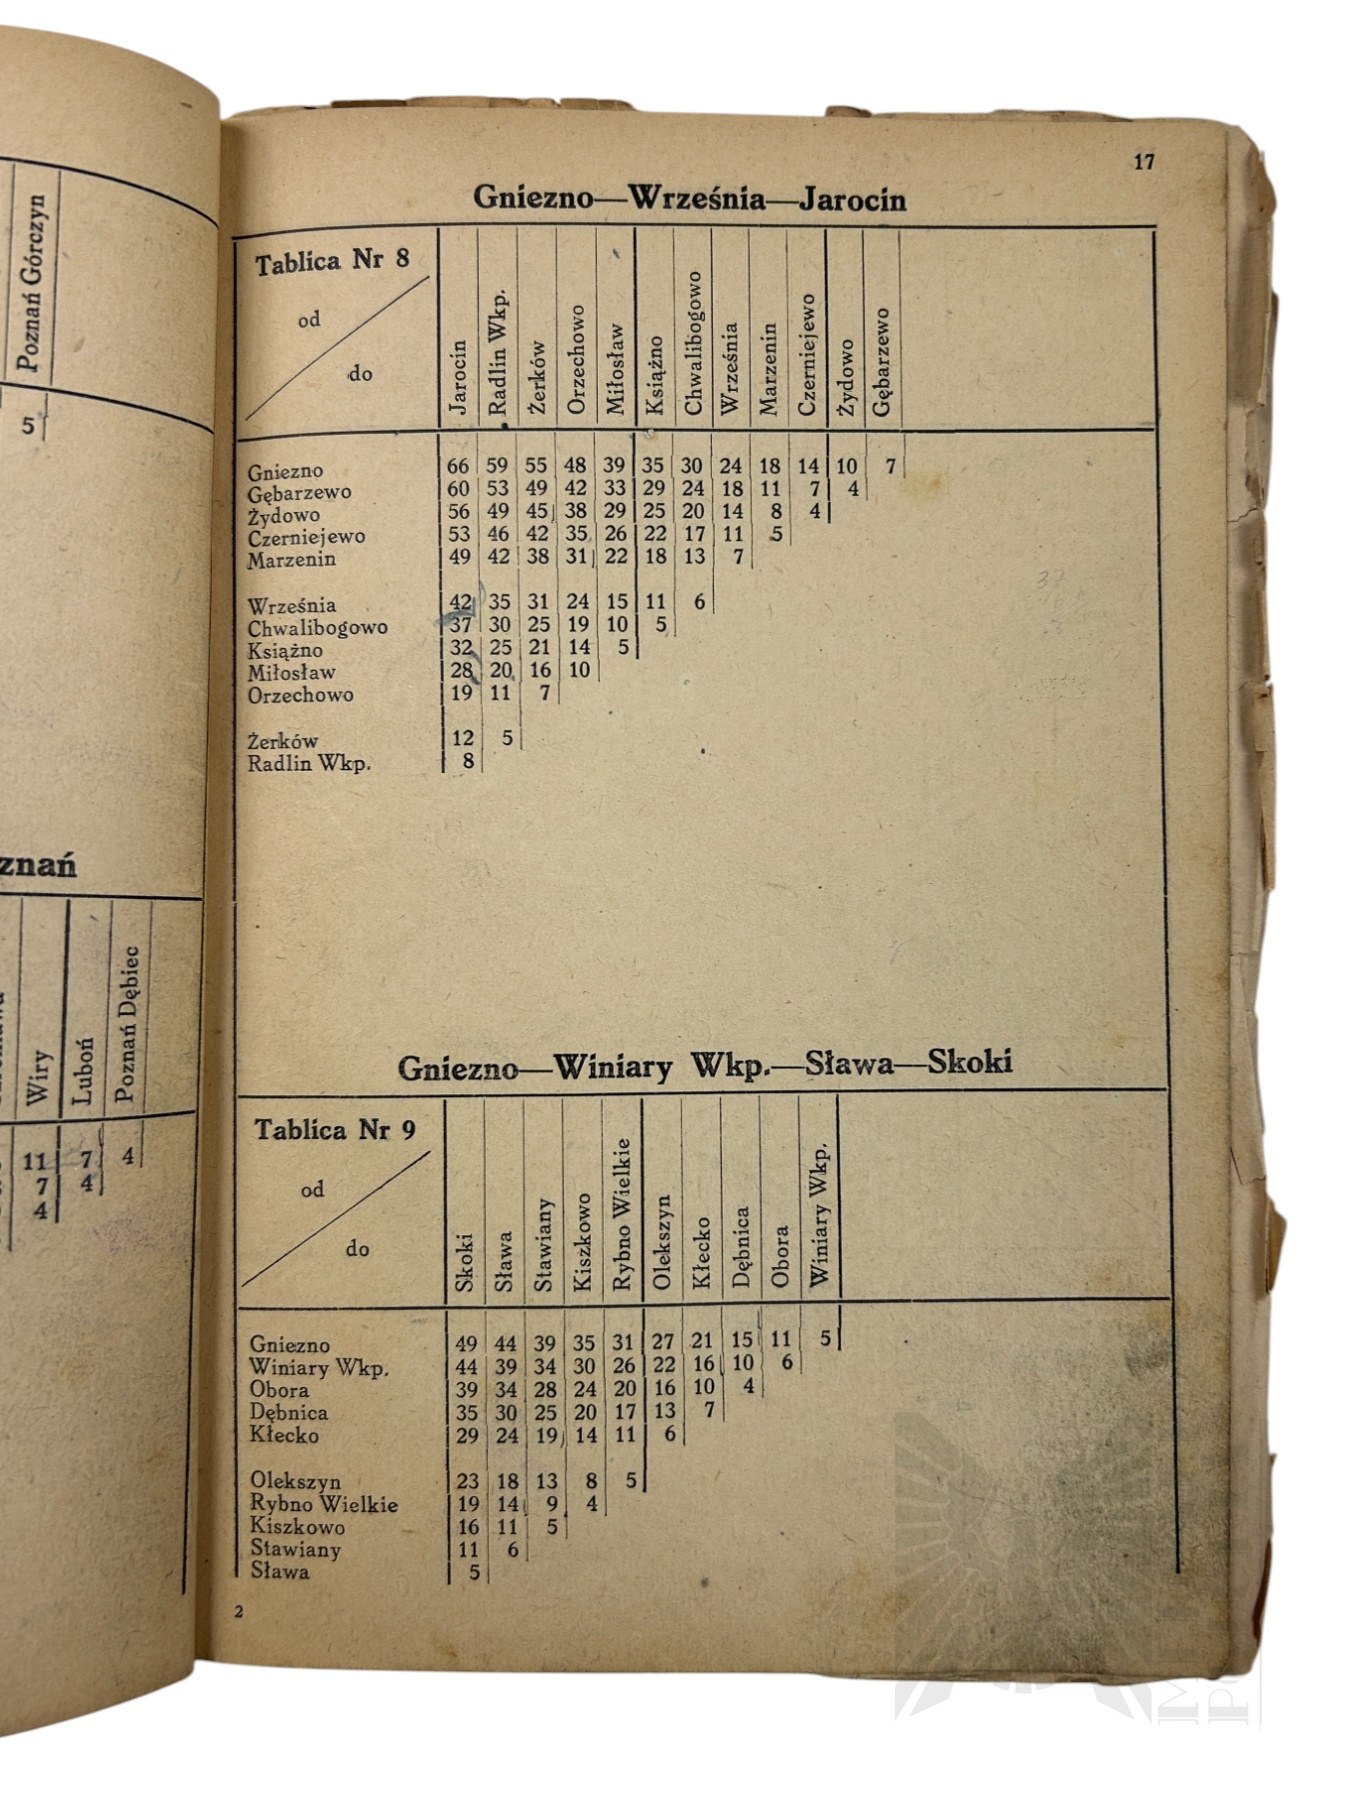 Poznań Górczyn
5
znań
Wiry
Luboń
Poznań Dębiec
11 7 4
7 4
4
17
Gniezno—Września—Jarocin
Tablica Nr 8
od
do
Jarocin
Radlin Wkp.
Żerków
Orzechowo
Miłosław
Książno
Chwalibogowo
Września
Marzenin
Czerniejewo
Żydowo
Gębarzewo
Gniezno 66 59 55 48 39 35 30 24 18 14 10 7
Gębarzewo 60 53 49 42 33 29 24 18 11 7 4
Żydowo 56 49 45 38 29 25 20 14 8 4
Czerniejewo 53 46 42 35 26 22 17 11 5
Marzenin 49 42 38 31 22 18 13 7
Września 42 35 31 24 15 11 6
Chwalibogowo 37 30 25 19 10 5
Książno 32 25 21 14 5
Miłosław 28 20 16 10
Orzechowo 19 11 7
Żerków 12 5
Radlin Wkp. 8
37
Gniezno—Winiary Wkp.—Sława—Skoki
Tablica Nr 9
od
do
Skoki
Sława
Stawiany
Kiszkowo
Rybno Wielkie
Olekszyn
Kłecko
Dębnica
Obora
Winiary Wkp.
Gniezno 49 44 39 35 31 27 21 15 11 5
Winiary Wkp. 44 39 34 30 26 22 16 10 6
Obora 39 34 28 24 20 16 10 4
Dębnica 35 30 25 20 17 13 7
Kłecko 29 24 19 14 11 6
Olekszyn 23 18 13 8 5
Rybno Wielkie 19 14 9 4
Kiszkowo 16 11 5
Stawiany 11 6
Sława 5
2